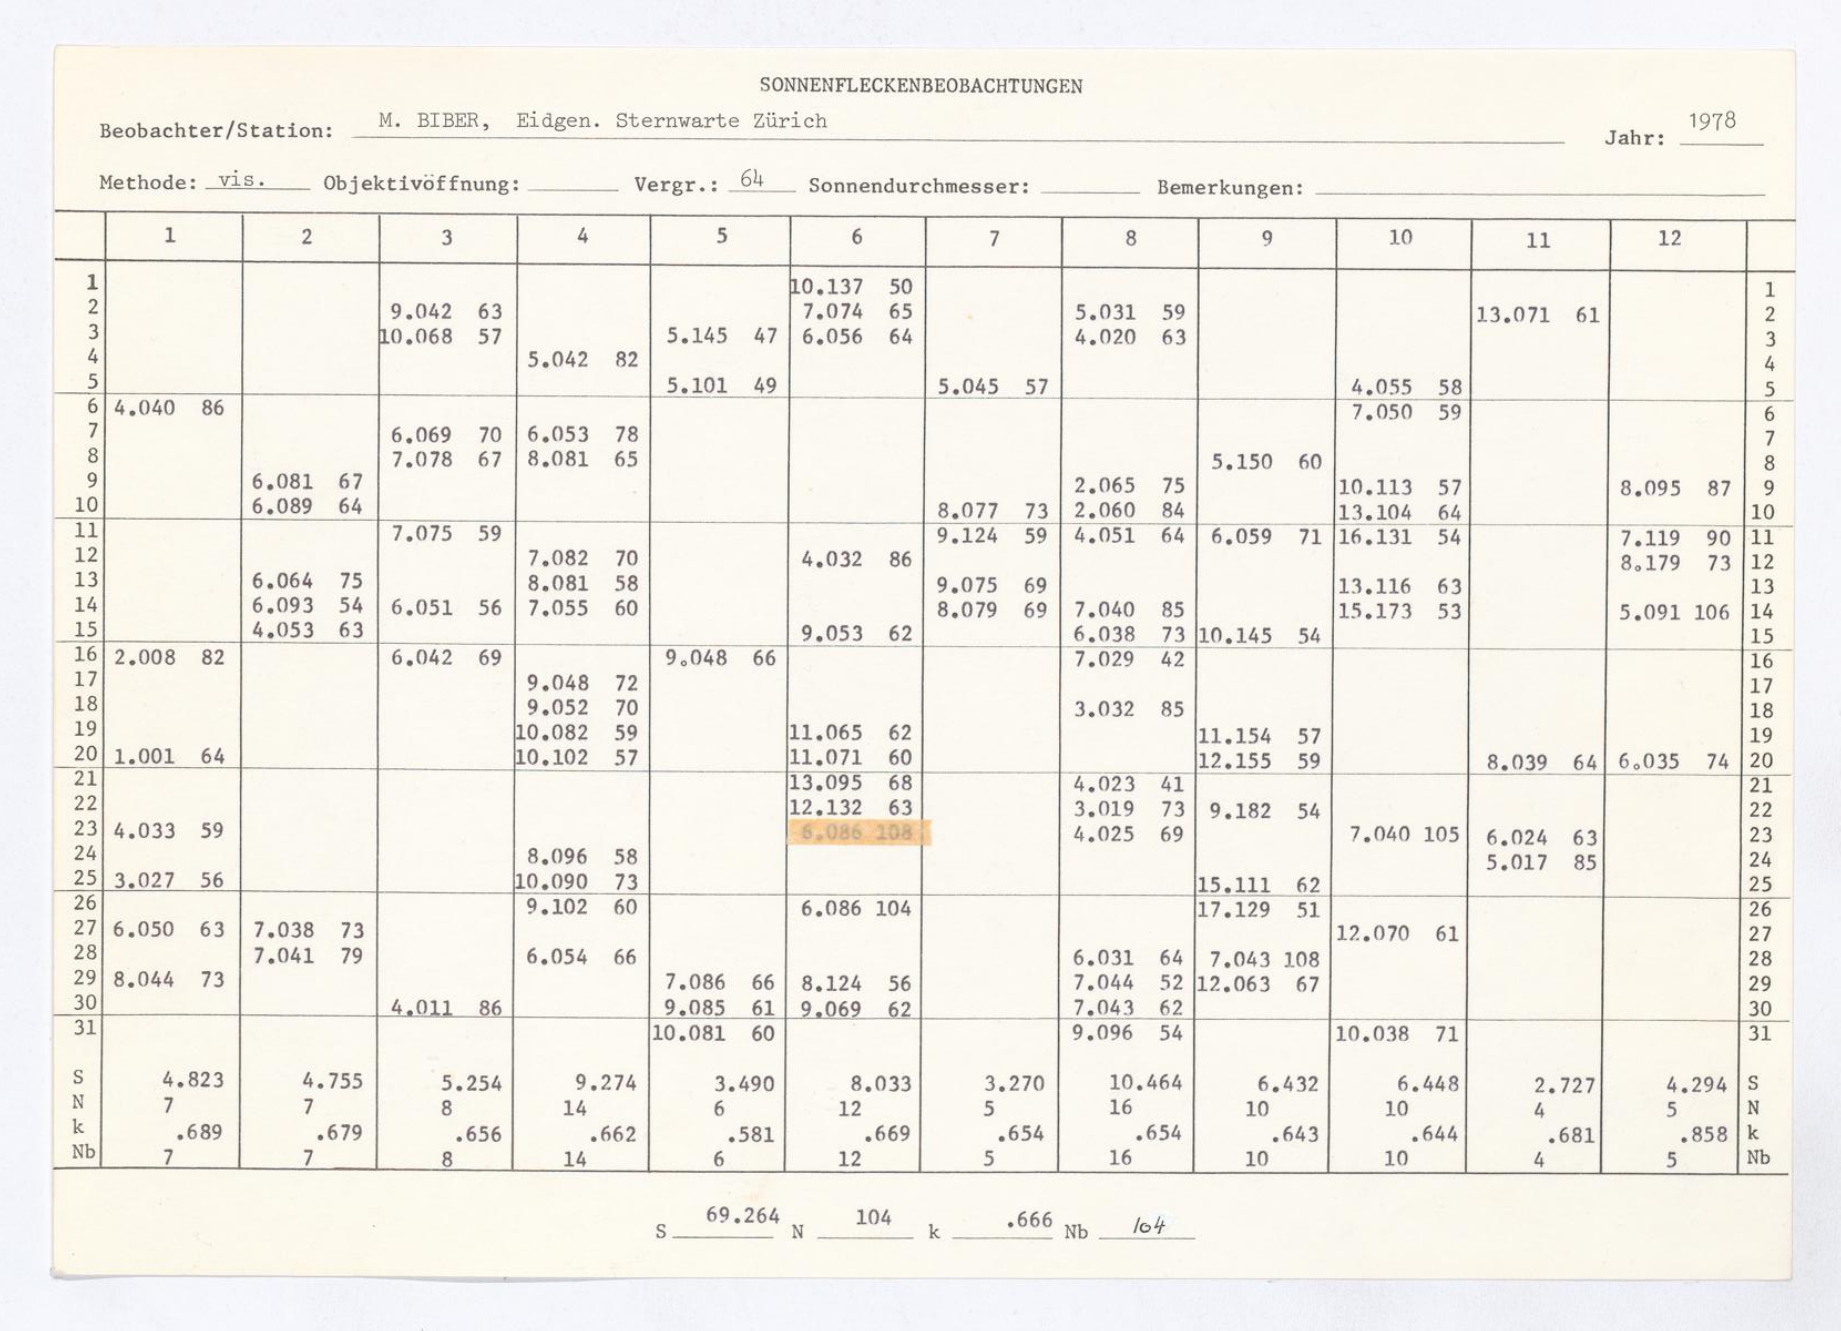 SONNENFLECKENBEOBACHTUNGEN
Beobachter/Station: M. BIBER, Eidgen. Sternwarte Zürich Jahr: 1978
Methode: vis. Objektivöffnung: Vergr.: 64 Sonnendurchmesser: Bemerkungen:
1 2 3 4 5 6 7 8 9 10 11 12
1 10.137 50 1
2 9.042 63 7.074 65 5.031 59 13.071 61 2
3 10.068 57 5.145 47 6.056 64 4.020 63 3
4 5.042 82 4
5 5.101 49 5.045 57 4.055 58 5
6 4.040 86 7.050 59 6
7 6.069 70 6.053 78 7
8 7.078 67 8.081 65 5.150 60 8
9 6.081 67 2.065 75 10.113 57 8.095 87 9
10 6.089 64 8.077 73 2.060 84 13.104 64 10
11 7.075 59 9.124 59 4.051 64 6.059 71 16.131 54 7.119 90 11
12 7.082 70 4.032 86 8.179 73 12
13 6.064 75 8.081 58 9.075 69 13.116 63 13
14 6.093 54 6.051 56 7.055 60 8.079 69 7.040 85 15.173 53 5.091 106 14
15 4.053 63 9.053 62 6.038 73 10.145 54 15
16 2.008 82 6.042 69 9.048 66 7.029 42 16
17 9.048 72 17
18 9.052 70 3.032 85 18
19 10.082 59 11.065 62 11.154 57 19
20 1.001 64 10.102 57 11.071 60 12.155 59 8.039 64 6.035 74 20
21 13.095 68 4.023 41 21
22 12.132 63 3.019 73 9.182 54 22
23 4.033 59 6.086 108 4.025 69 7.040 105 6.024 63 23
24 8.096 58 5.017 85 24
25 3.027 56 10.090 73 15.111 62 25
26 9.102 60 6.086 104 17.129 51 26
27 6.050 63 7.038 73 12.070 61 27
28 7.041 79 6.054 66 6.031 64 7.043 108 28
29 8.044 73 7.086 66 8.124 56 7.044 52 12.063 67 29
30 4.011 86 9.085 61 9.069 62 7.043 62 30
31 10.081 60 9.096 54 10.038 71 31
S 4.823 4.755 5.254 9.274 3.490 8.033 3.270 10.464 6.432 6.448 2.727 4.294 S
N 7 7 8 14 6 12 5 16 10 10 4 5 N
k .689 .679 .656 .662 .581 .669 .654 .654 .643 .644 .681 .858 k
Nb 7 7 8 14 6 12 5 16 10 10 4 5 Nb
S 69.264 N 104 k .666 Nb 104